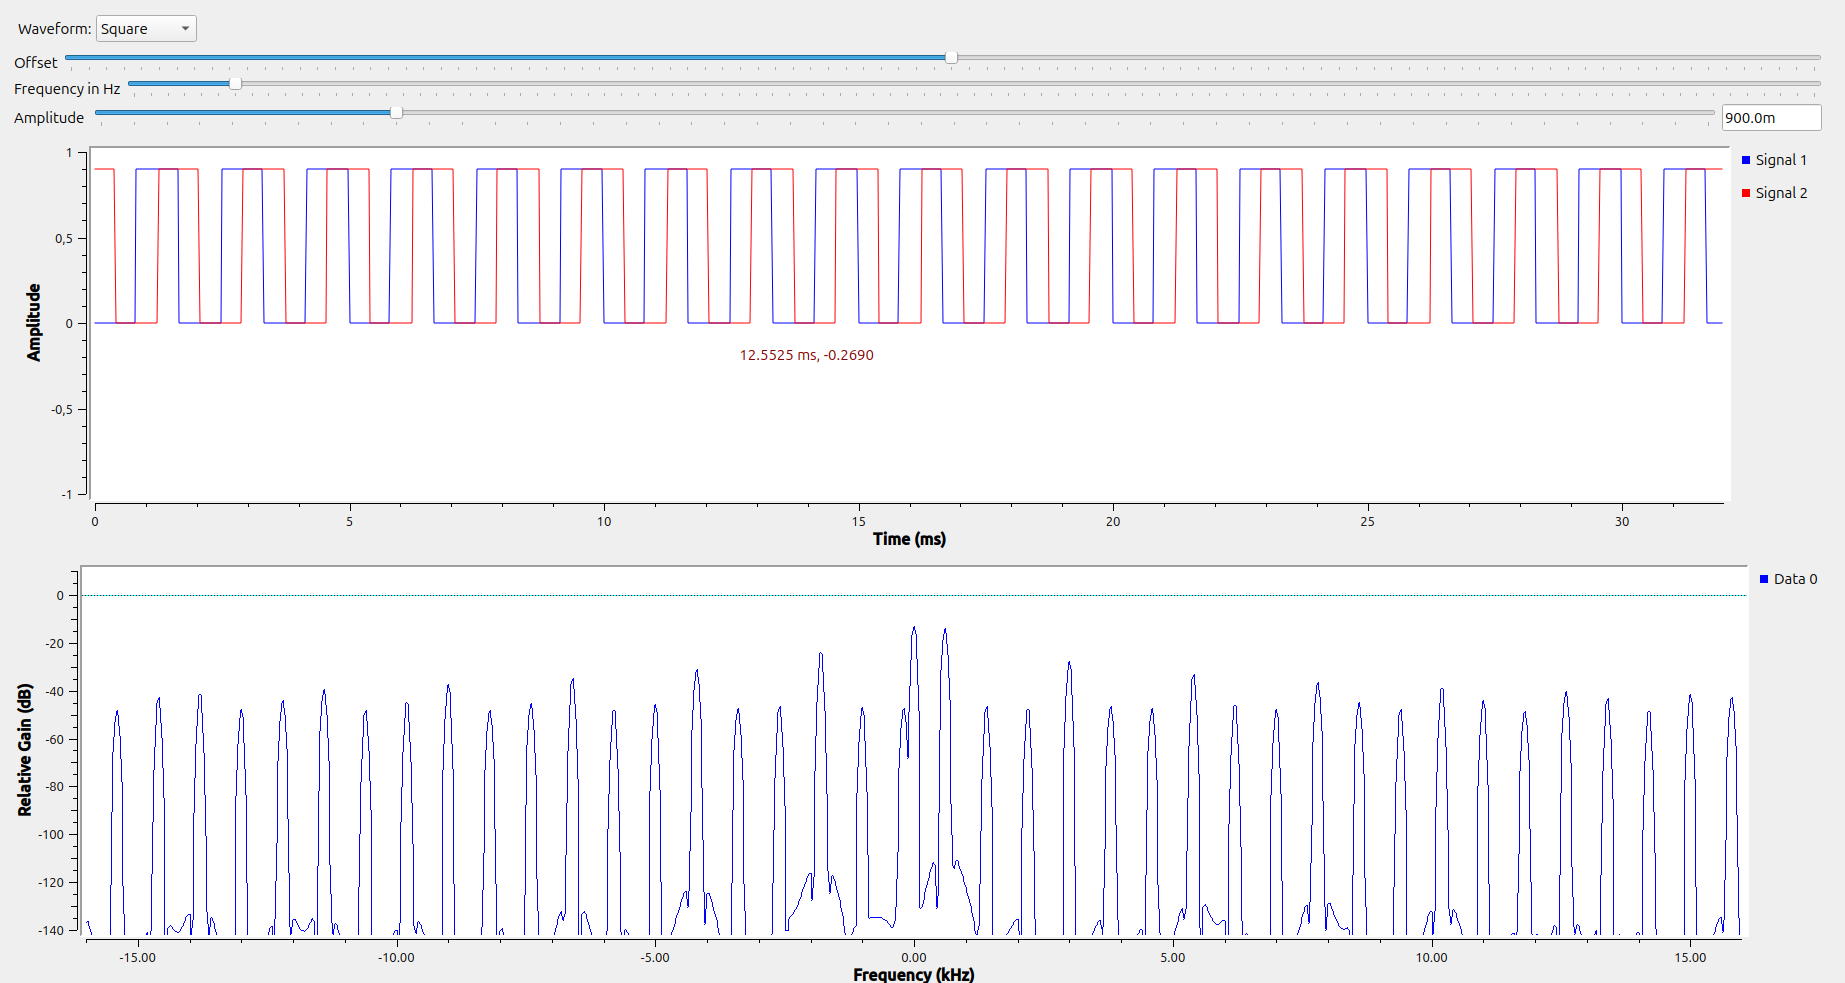 Waveform: Square
Offset
Frequency in Hz
Amplitude 900.0m
1
0,5
0
-0,5
-1
Amplitude
12.5525 ms, -0.2690
0 5 10 15 20 25 30
Time (ms)
Signal 1
Signal 2
0
-20
-40
-60
-80
-100
-120
-140
Relative Gain (dB)
-15.00 -10.00 -5.00 0.00 5.00 10.00 15.00
Frequency (kHz)
Data 0